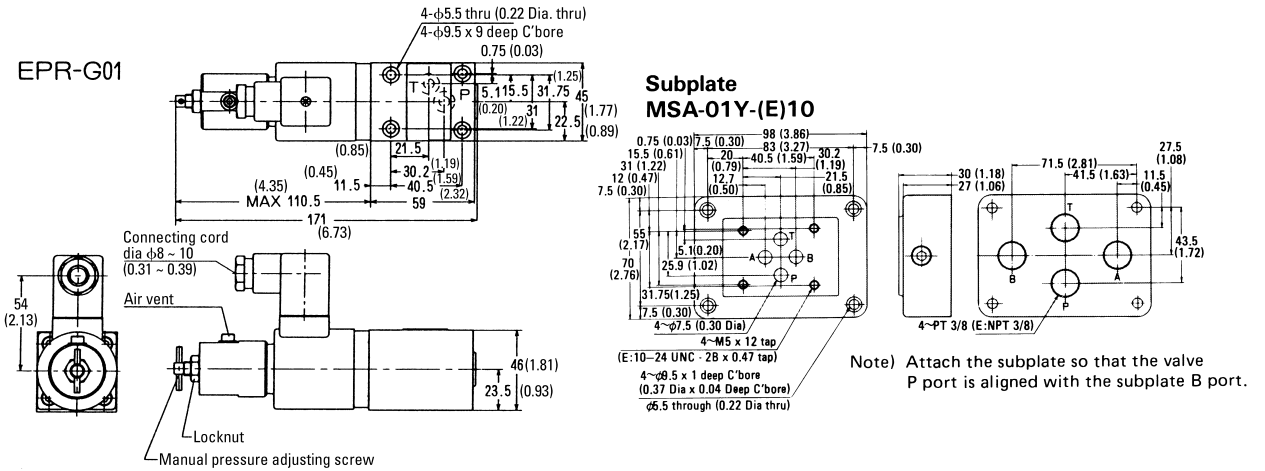 EPR-G01
4-ϕ5.5 thru (0.22 Dia. thru)
4-ϕ9.5 x 9 deep C'bore
0.75 (0.03)
T
P
5.1
(0.20)
15.5
31
(1.22)
31.75
(1.25)
45
(1.77)
22.5
(0.89)
(0.85)
21.5
(1.19)
30.2
(1.59)
(0.45)
11.5
40.5
(2.32)
59
(4.35)
MAX 110.5
171
(6.73)
Connecting cord
dia ϕ8 ~ 10
(0.31 ~ 0.39)
Air vent
54
(2.13)
46(1.81)
23.5 (0.93)
Locknut
Manual pressure adjusting screw
Subplate
MSA-01Y-(E)10
98 (3.86)
0.75 (0.03)
7.5 (0.30)
83 (3.27)
7.5 (0.30)
15.5 (0.61)
20
(0.79)
40.5 (1.59)
30.2
(1.19)
31 (1.22)
12 (0.47)
12.7
(0.50)
21.5
(0.85)
7.5 (0.30)
55
(2.17)
70
(2.76)
T
A
B
P
5.1(0.20)
25.9 (1.02)
31.75(1.25)
7.5 (0.30)
4~ϕ7.5 (0.30 Dia)
4~M5 x 12 tap
(E:10-24 UNC - 2B x 0.47 tap)
4~ϕ9.5 x 1 deep C'bore
(0.37 Dia x 0.04 Deep C'bore)
ϕ5.5 through (0.22 Dia thru)
30 (1.18)
27 (1.06)
71.5 (2.81)
41.5 (1.63)
11.5
(0.45)
27.5
(1.08)
43.5
(1.72)
T
B
A
P
4~PT 3/8 (E:NPT 3/8)
Note) Attach the subplate so that the valve
P port is aligned with the subplate B port.